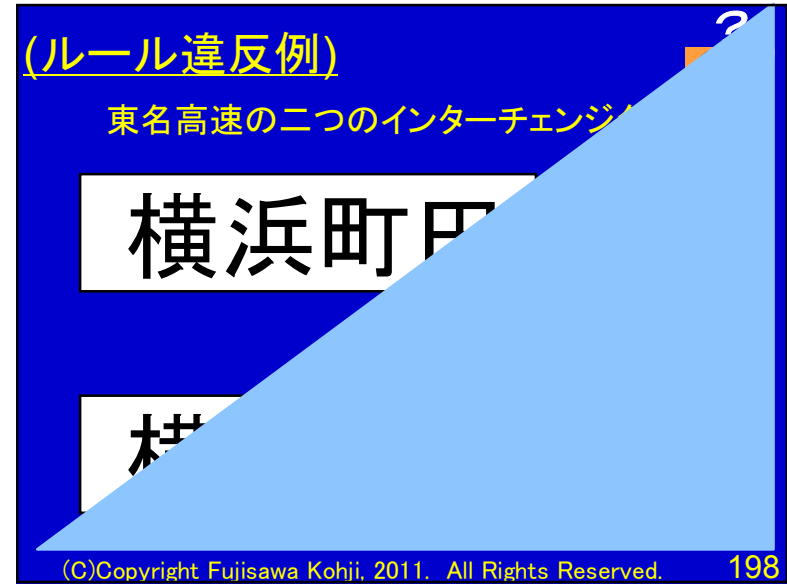 (ルール違反例)
?
東名高速の二つのインターチェンジ
横浜町田
横
(C)Copyright Fujisawa Kohji, 2011. All Rights Reserved.
198